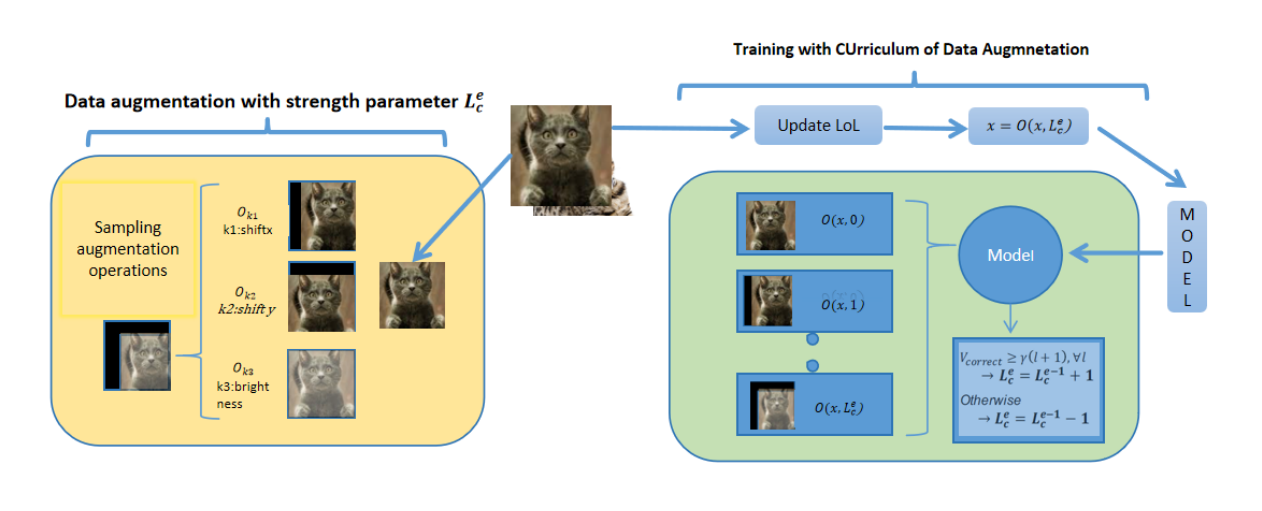 Training with CUrriculum of Data Augmnetation
Data augmentation with strength parameter $L_c^e$
Update LoL
$x = O(x, L_c^e)$
Sampling
augmentation
operations
$O_{k1}$
k1:shiftx
$O_{k2}$
k2:shift y
$O_{k3}$
k3:bright
ness
$O(x, 0)$
$O(x, 1)$
$O(x, L_c^e)$
Model
$V_{correct} \geq \gamma(l + 1), \forall l$
$\rightarrow L_c^e = L_c^{e-1} + 1$
Otherwise
$\rightarrow L_c^e = L_c^{e-1} - 1$
M
O
D
E
L